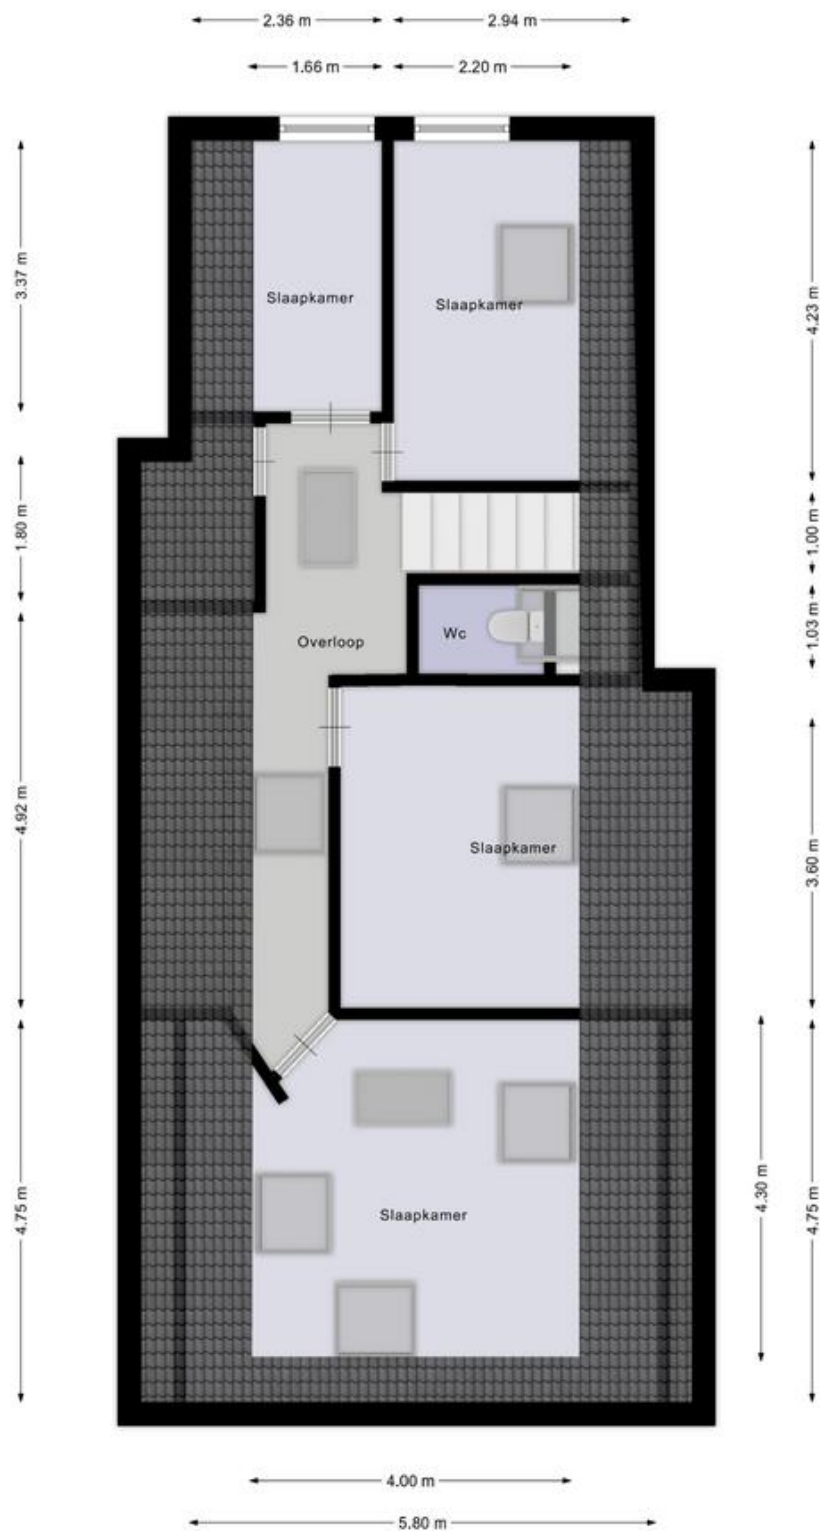 2.36 m
2.94 m
1.66 m
2.20 m
3.37 m
4.23 m
Slaapkamer
Slaapkamer
1.80 m
1.00 m
1.03 m
Overloop
Wc
4.92 m
3.60 m
Slaapkamer
4.75 m
4.30 m
4.75 m
Slaapkamer
4.00 m
5.80 m